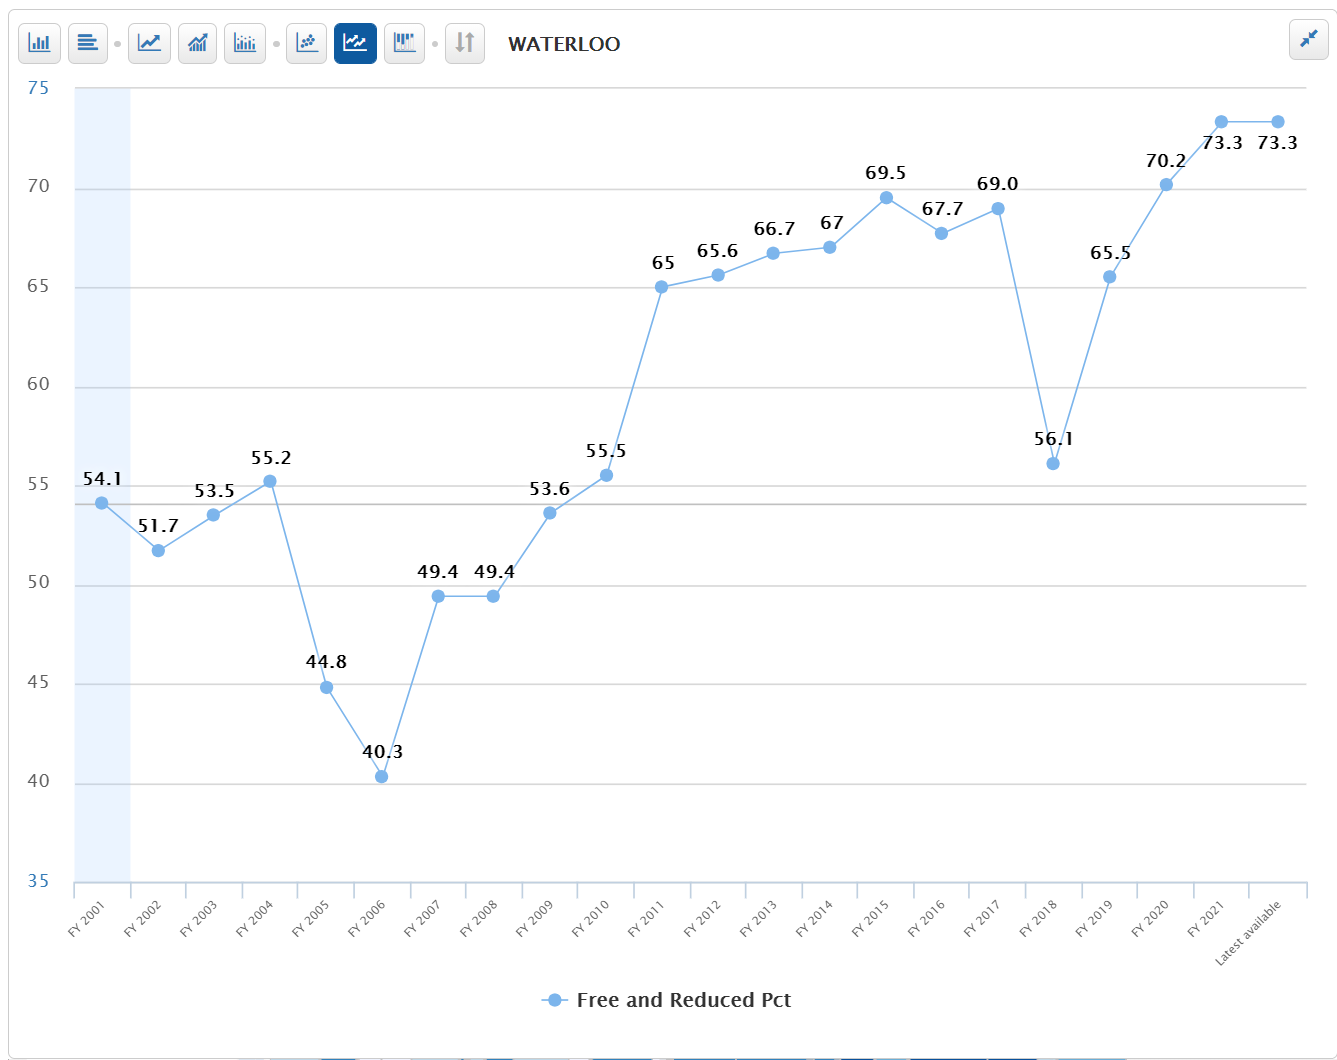 WATERLOO
75
70
65
60
55
50
45
40
35
54.1
51.7
53.5
55.2
44.8
40.3
49.4
49.4
53.6
55.5
65
65.6
66.7
67
69.5
67.7
69.0
56.1
65.5
70.2
73.3
73.3
FY 2001
FY 2002
FY 2003
FY 2004
FY 2005
FY 2006
FY 2007
FY 2008
FY 2009
FY 2010
FY 2011
FY 2012
FY 2013
FY 2014
FY 2015
FY 2016
FY 2017
FY 2018
FY 2019
FY 2020
FY 2021
Latest available
Free and Reduced Pct